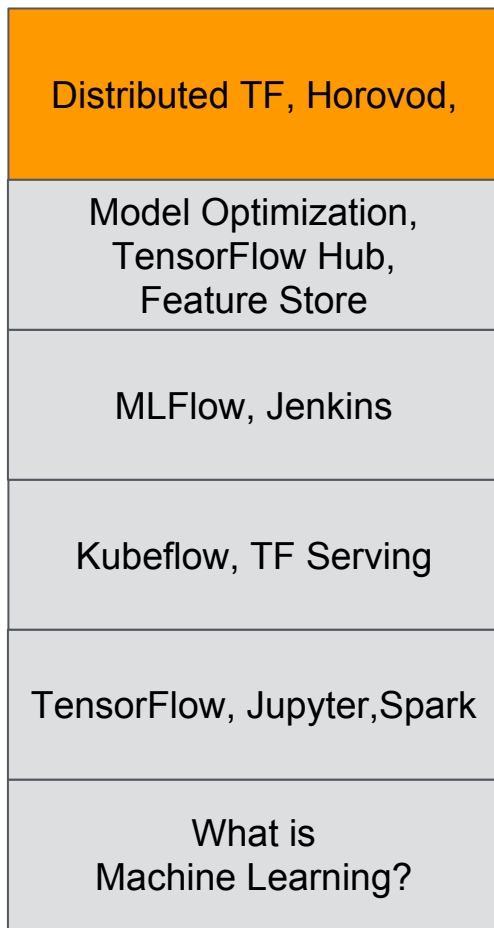 Distributed TF, Horovod,
Model Optimization,
TensorFlow Hub,
Feature Store
MLFlow, Jenkins
Kubeflow, TF Serving
TensorFlow, Jupyter,Spark
What is
Machine Learning?